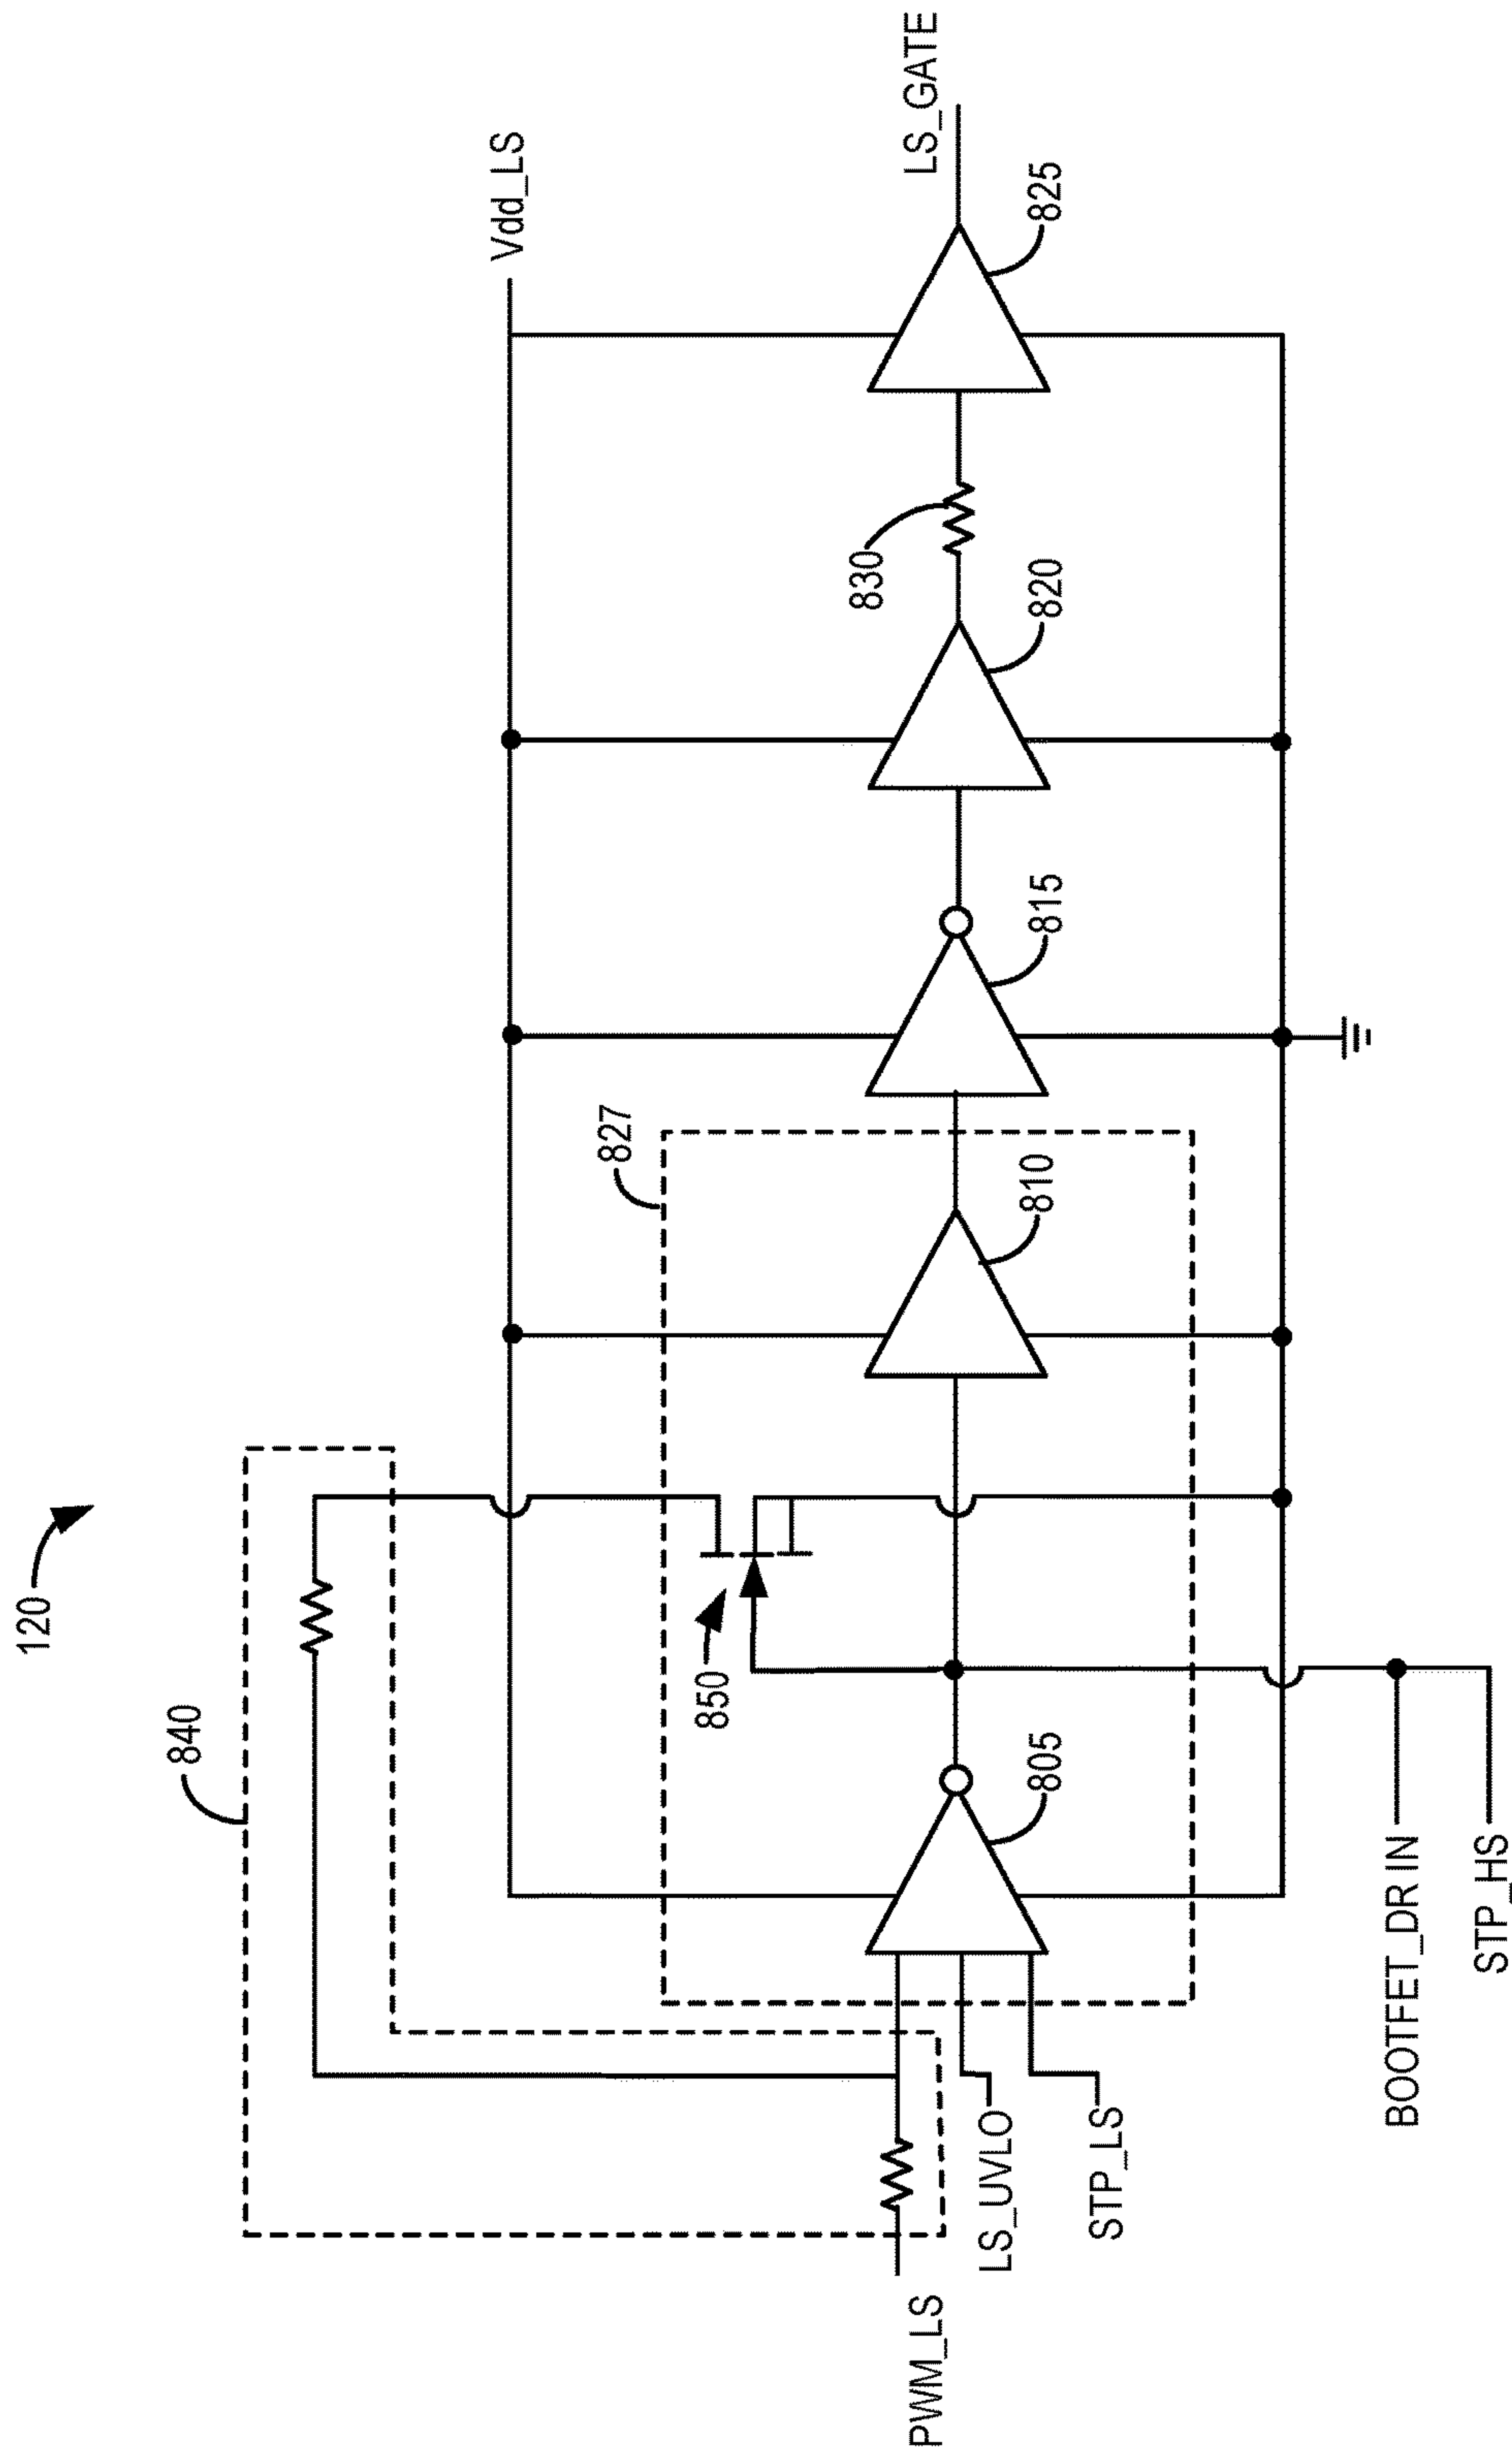 120
840
Vdd_LS
LS_GATE
827
850
830
805
810
815
820
825
PWM_LS
LS_UVLO
STP_LS
BOOTFET_DR IN
STP_HS